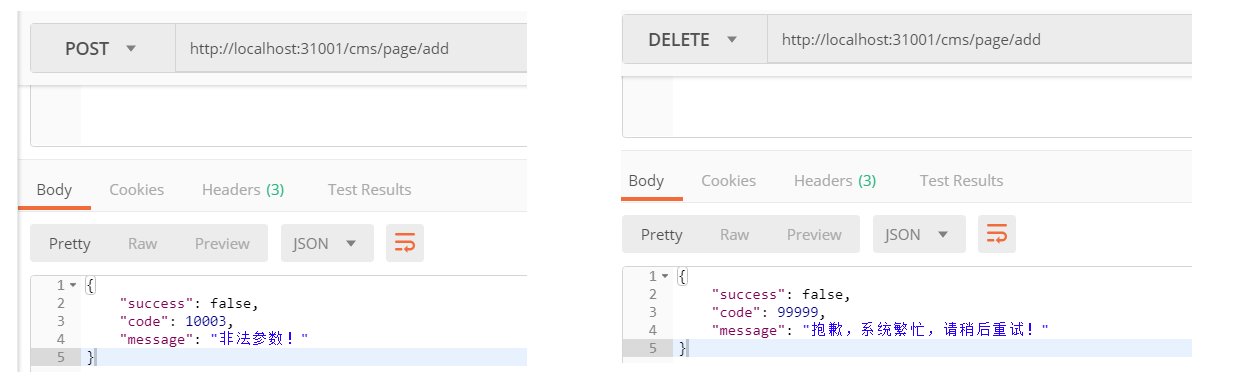 POST
http://localhost:31001/cms/page/add
Body Cookies Headers (3) Test Results
Pretty Raw Preview JSON
1 {
2 "success": false,
3 "code": 10003,
4 "message": "非法参数！"
5 }
DELETE
http://localhost:31001/cms/page/add
Body Cookies Headers (3) Test Results
Pretty Raw Preview JSON
1 {
2 "success": false,
3 "code": 99999,
4 "message": "抱歉，系统繁忙，请稍后重试！"
5 }